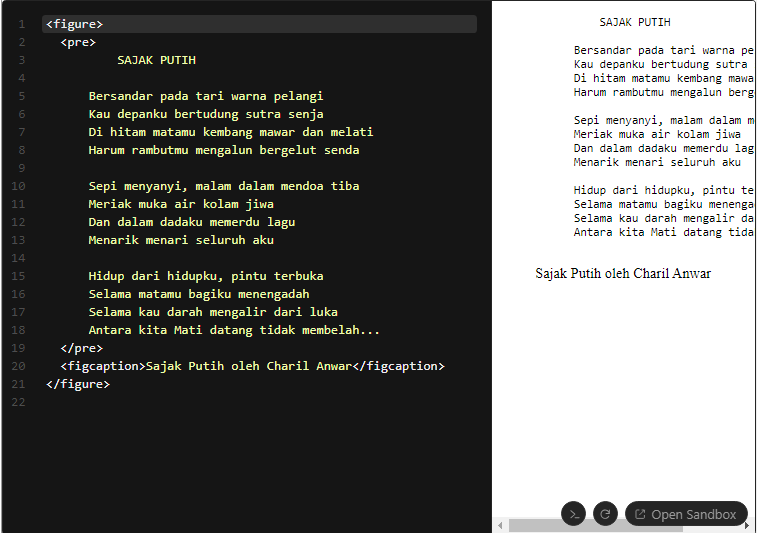 1 <figure>
2 <pre>
3 SAJAK PUTIH
4
5 Bersandar pada tari warna pelangi
6 Kau depanku bertudung sutra senja
7 Di hitam matamu kembang mawar dan melati
8 Harum rambutmu mengalun bergelut senda
9
10 Sepi menyanyi, malam dalam mendoa tiba
11 Meriak muka air kolam jiwa
12 Dan dalam dadaku memerdu lagu
13 Menarik menari seluruh aku
14
15 Hidup dari hidupku, pintu terbuka
16 Selama matamu bagiku menengadah
17 Selama kau darah mengalir dari luka
18 Antara kita Mati datang tidak membelah...
19 </pre>
20 <figcaption>Sajak Putih oleh Charil Anwar</figcaption>
21 </figure>
22
SAJAK PUTIH
Bersandar pada tari warna pe
Kau depanku bertudung sutra
Di hitam matamu kembang mawa
Harum rambutmu mengalun berg
Sepi menyanyi, malam dalam m
Meriak muka air kolam jiwa
Dan dalam dadaku memerdu lag
Menarik menari seluruh aku
Hidup dari hidupku, pintu te
Selama matamu bagiku menenga
Selama kau darah mengalir da
Antara kita Mati datang tida
Sajak Putih oleh Charil Anwar
Open Sandbox